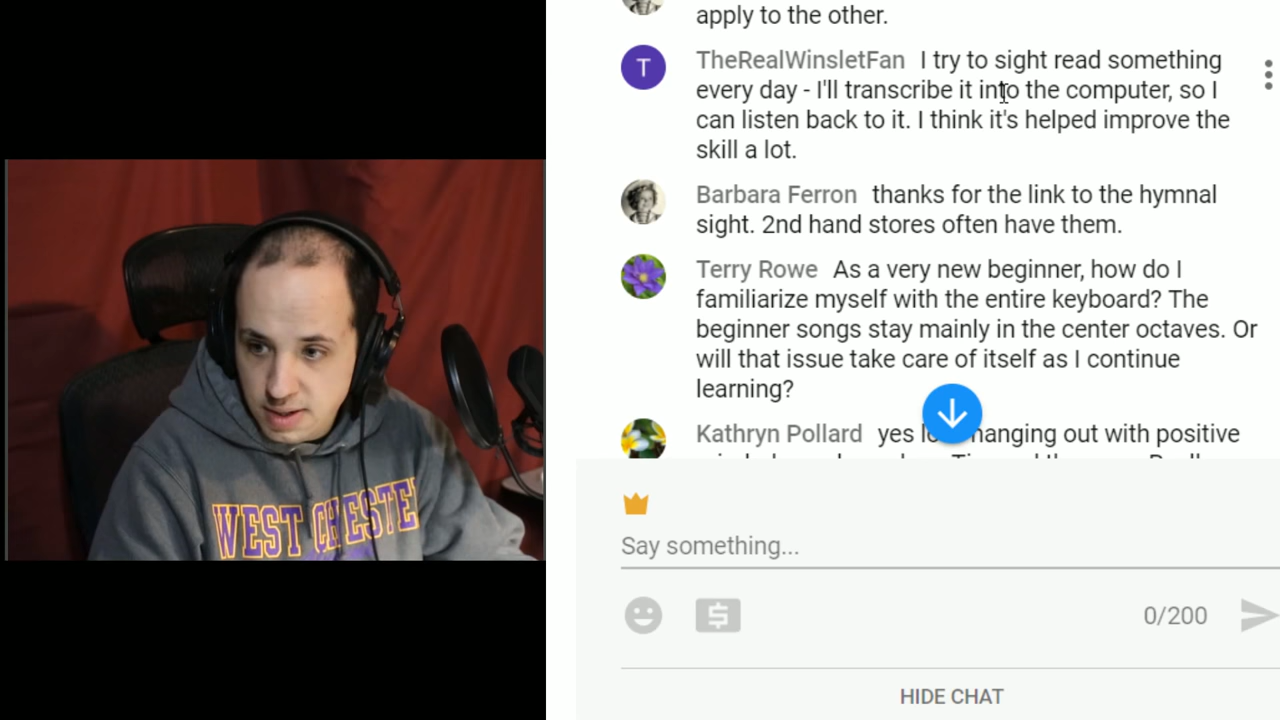 apply to the other.
T
TheRealWinsletFan I try to sight read something
every day - I'll transcribe it into the computer, so I
can listen back to it. I think it's helped improve the
skill a lot.
Barbara Ferron thanks for the link to the hymnal
sight. 2nd hand stores often have them.
Terry Rowe As a very new beginner, how do I
familiarize myself with the entire keyboard? The
beginner songs stay mainly in the center octaves. Or
will that issue take care of itself as I continue
learning?
Kathryn Pollard yes hanging out with positive
Say something...
0/200
HIDE CHAT
WEST CHESTE